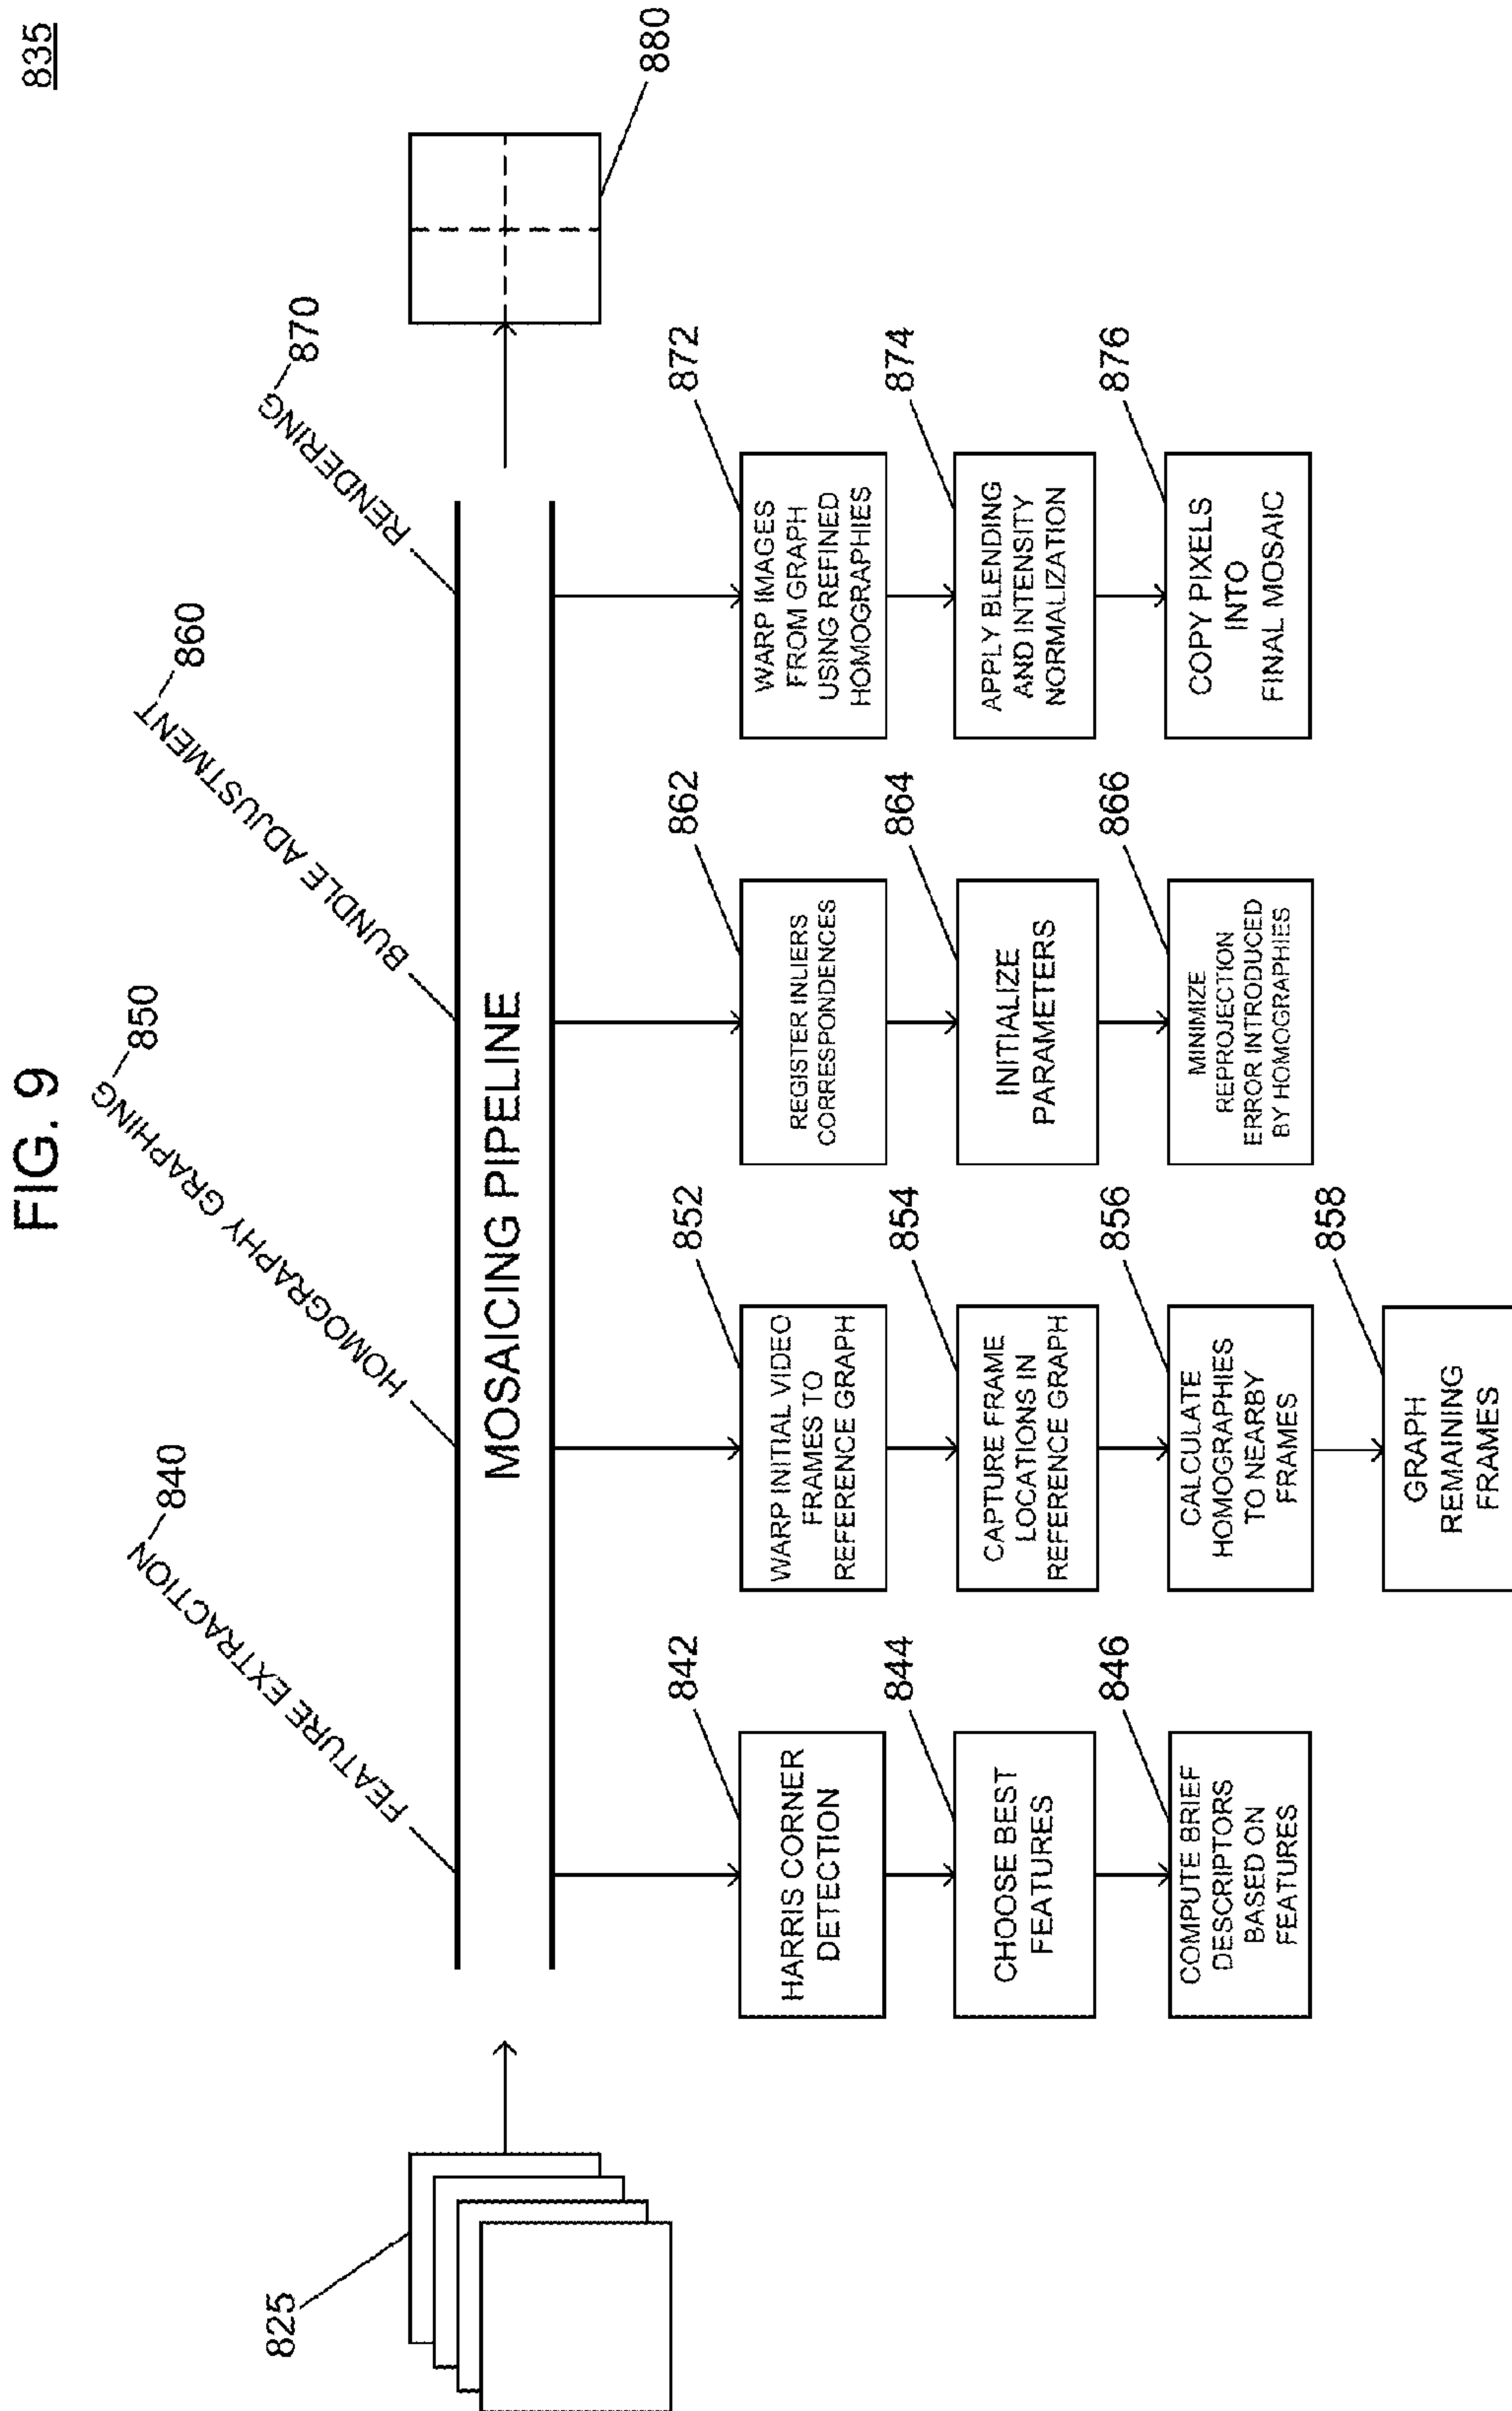 FIG. 9
835
825
FEATURE EXTRACTION
840
HOMOGRAPHY GRAPHING
850
BUNDLE ADJUSTMENT
860
RENDERING
870
MOSAICING PIPELINE
880
842
HARRIS CORNER
DETECTION
844
CHOOSE BEST
FEATURES
846
COMPUTE BRIEF
DESCRIPTORS
BASED ON
FEATURES
852
WARP INITIAL VIDEO
FRAMES TO
REFERENCE GRAPH
854
CAPTURE FRAME
LOCATIONS IN
REFERENCE GRAPH
856
CALCULATE
HOMOGRAPHIES
TO NEARBY
FRAMES
858
GRAPH
REMAINING
FRAMES
862
REGISTER INLIERS
CORRESPONDENCES
864
INITIALIZE
PARAMETERS
866
MINIMIZE
REPROJECTION
ERROR INTRODUCED
BY HOMOGRAPHIES
872
WARP IMAGES
FROM GRAPH
USING REFINED
HOMOGRAPHIES
874
APPLY BLENDING
AND INTENSITY
NORMALIZATION
876
COPY PIXELS
INTO
FINAL MOSAIC